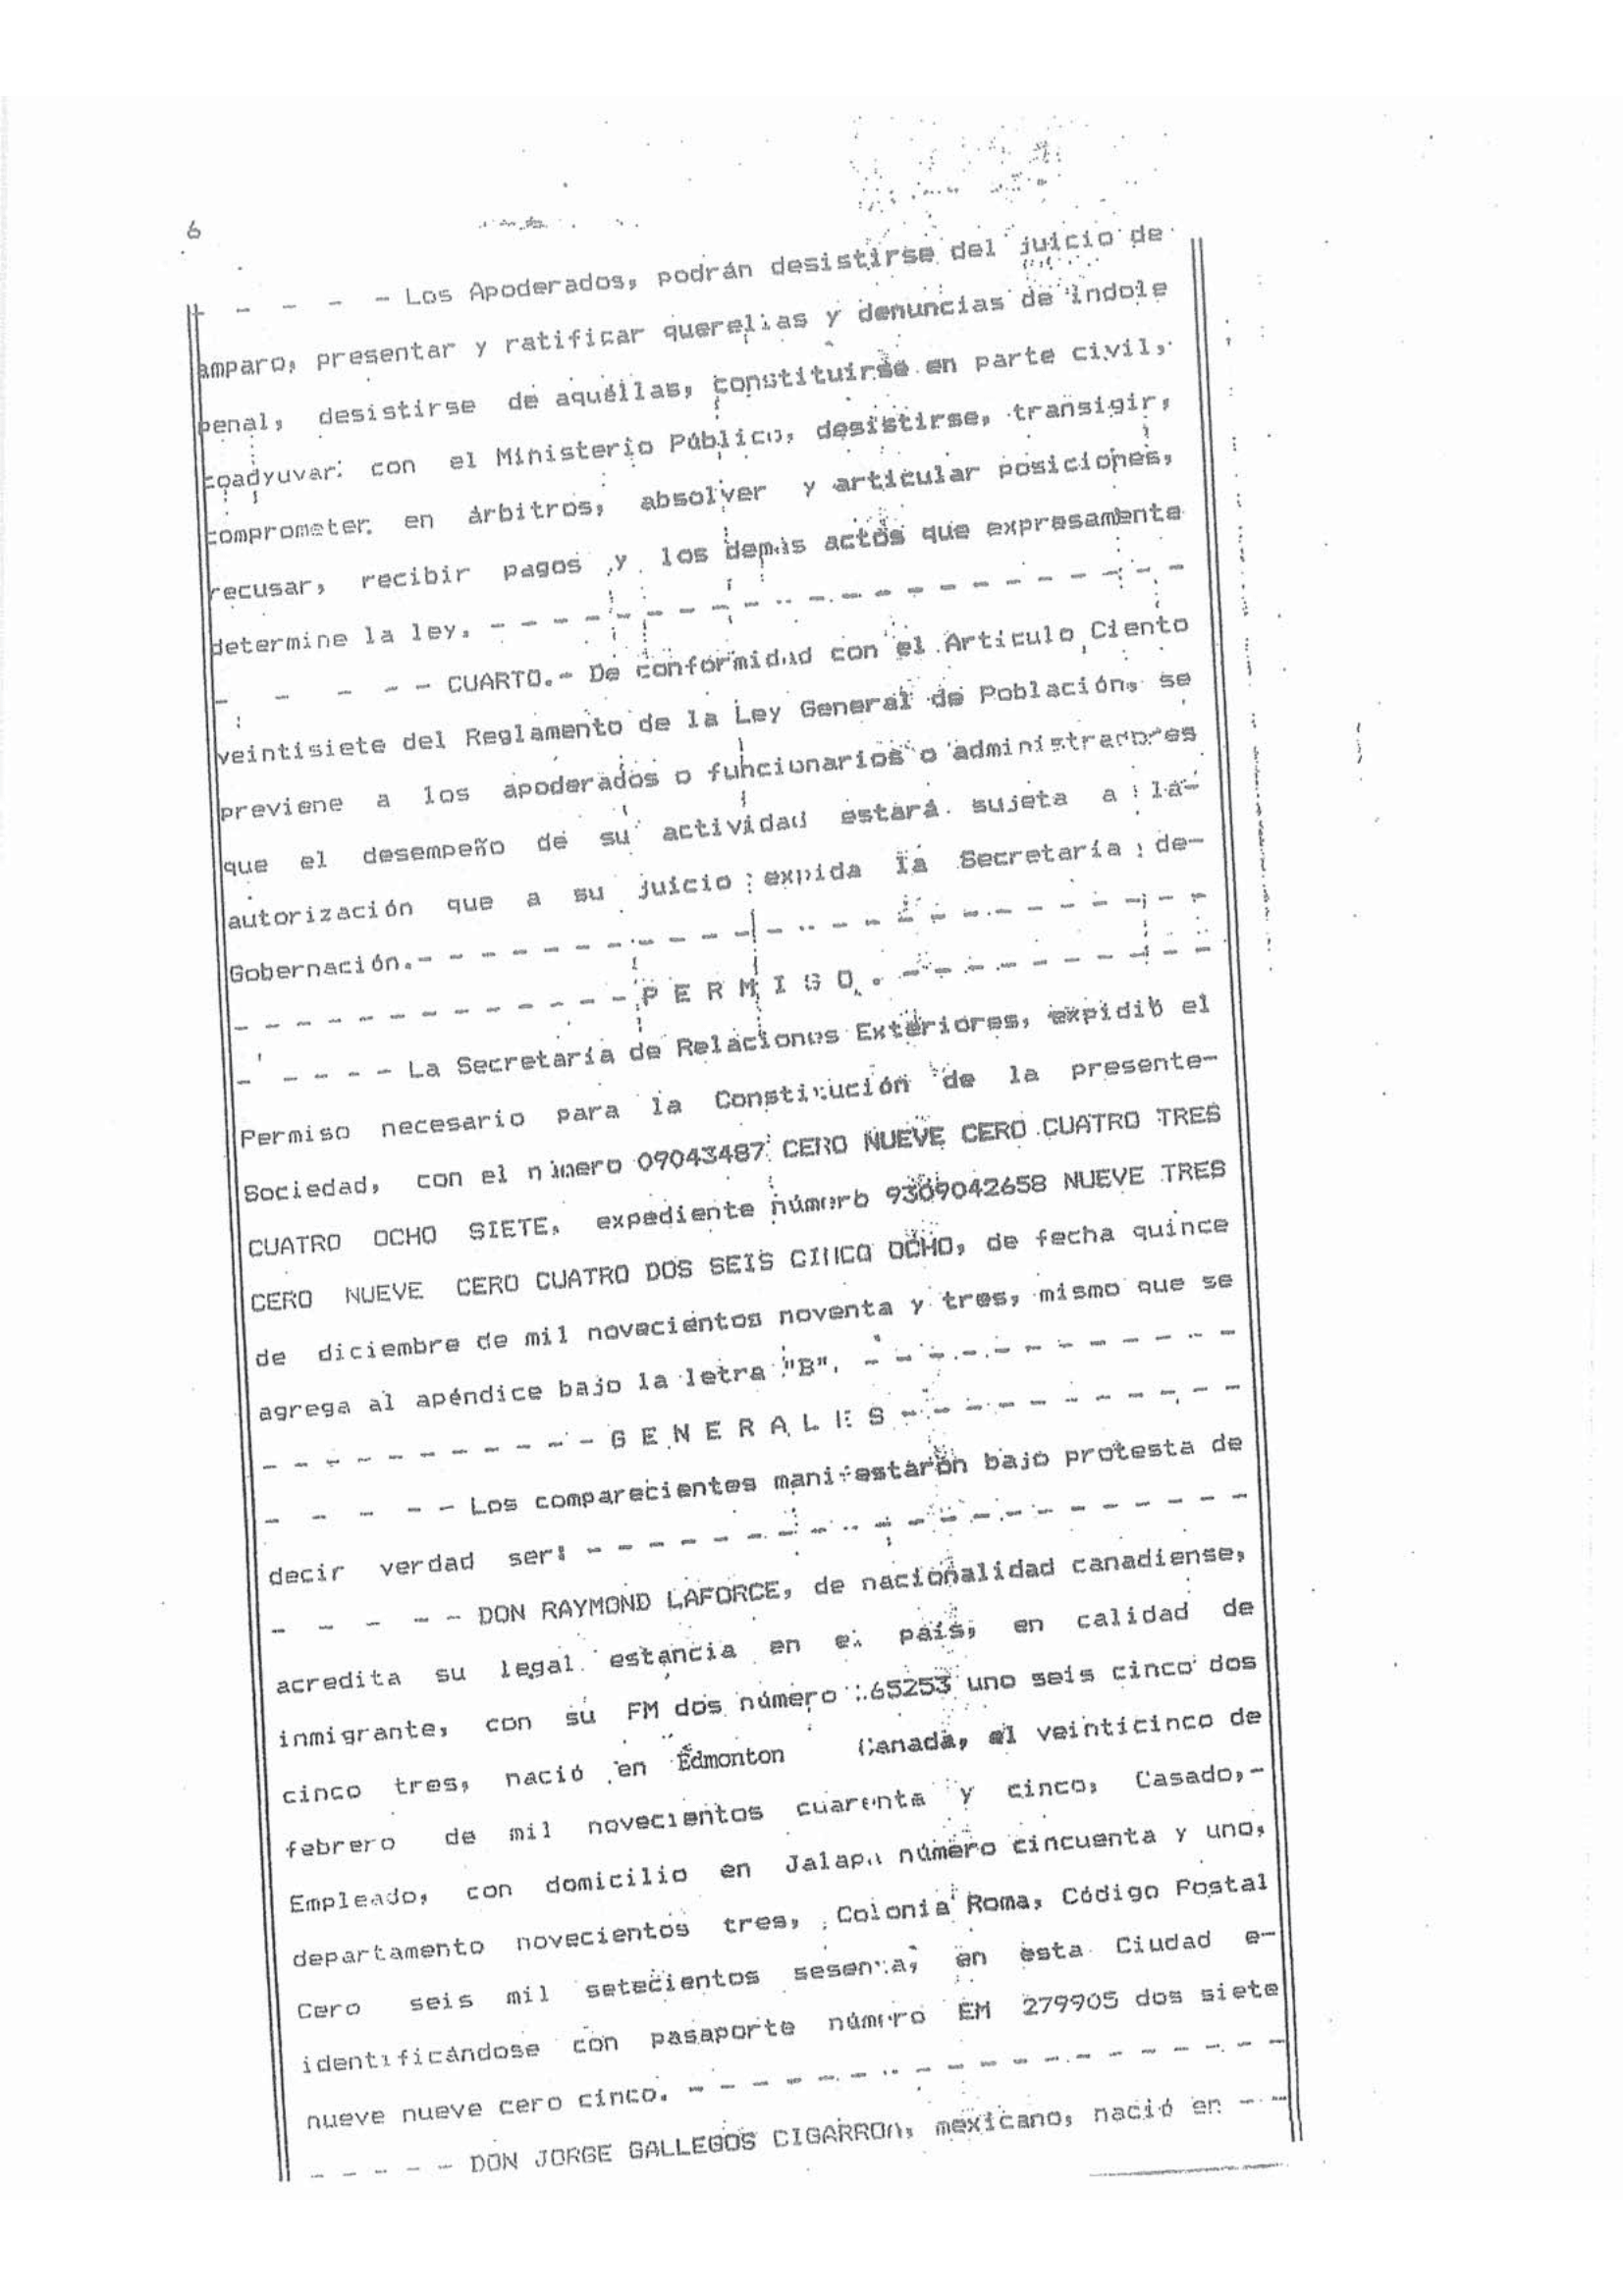 6
- - - - - Los Apoderados, podrán desistirse del juicio de
amparo, presentar y ratificar querellas y denuncias de índole
penal, desistirse de aquéllas, constituirse en parte civil,
coadyuvar con el Ministerio Público, desistirse, transigir,
comprometer en árbitros, absolver y articular posiciones,
recusar, recibir pagos y los demás actos que expresamente
determine la ley. - - - - - - - - - - - - - - - - - - - - - -
- - - - - CUARTO.- De conformidad con el Artículo Ciento
veintisiete del Reglamento de la Ley General de Población, se
previene a los apoderados o funcionarios o administradores
que el desempeño de su actividad estará sujeta a la-
autorización que a su juicio expida la Secretaría de-
Gobernación.- - - - - - - - - - - - - - - - - - - - - - - - -
- - - - - - - - - - - - - P E R M I S O . - - - - - - - - - -
- - - - - - La Secretaría de Relaciones Exteriores, expidió el
Permiso necesario para la Constitución de la presente-
Sociedad, con el número 09043487 CERO NUEVE CERO CUATRO TRES
CUATRO OCHO SIETE, expediente número 9309042658 NUEVE TRES
CERO NUEVE CERO CUATRO DOS SEIS CINCO OCHO, de fecha quince
de diciembre de mil novecientos noventa y tres, mismo que se
agrega al apéndice bajo la letra "B". - - - - - - - - - - - -
- - - - - - - - - - - G E N E R A L E S - - - - - - - - - - -
- - - - - Los comparecientes manifestarón bajo protesta de
decir verdad ser: - - - - - - - - - - - - - - - - - - - - -
- - - - - DON RAYMOND LAFORCE, de nacionalidad canadiense,
acredita su legal estancia en el país, en calidad de
inmigrante, con su FM dos número 165253 uno seis cinco dos
cinco tres, nació en Edmonton Canada, el veinticinco de
febrero de mil novecientos cuarenta y cinco, Casado,-
Empleado, con domicilio en Jalapa número cincuenta y uno,
departamento novecientos tres, Colonia Roma, Código Postal
Cero seis mil setecientos sesenta, en esta Ciudad e-
identificándose con pasaporte número EM 279905 dos siete
nueve nueve cero cinco. - - - - - - - - - - - - - - - - - - -
- - - - - DON JORGE GALLEGOS CIGARROA, mexicano, nació en - -